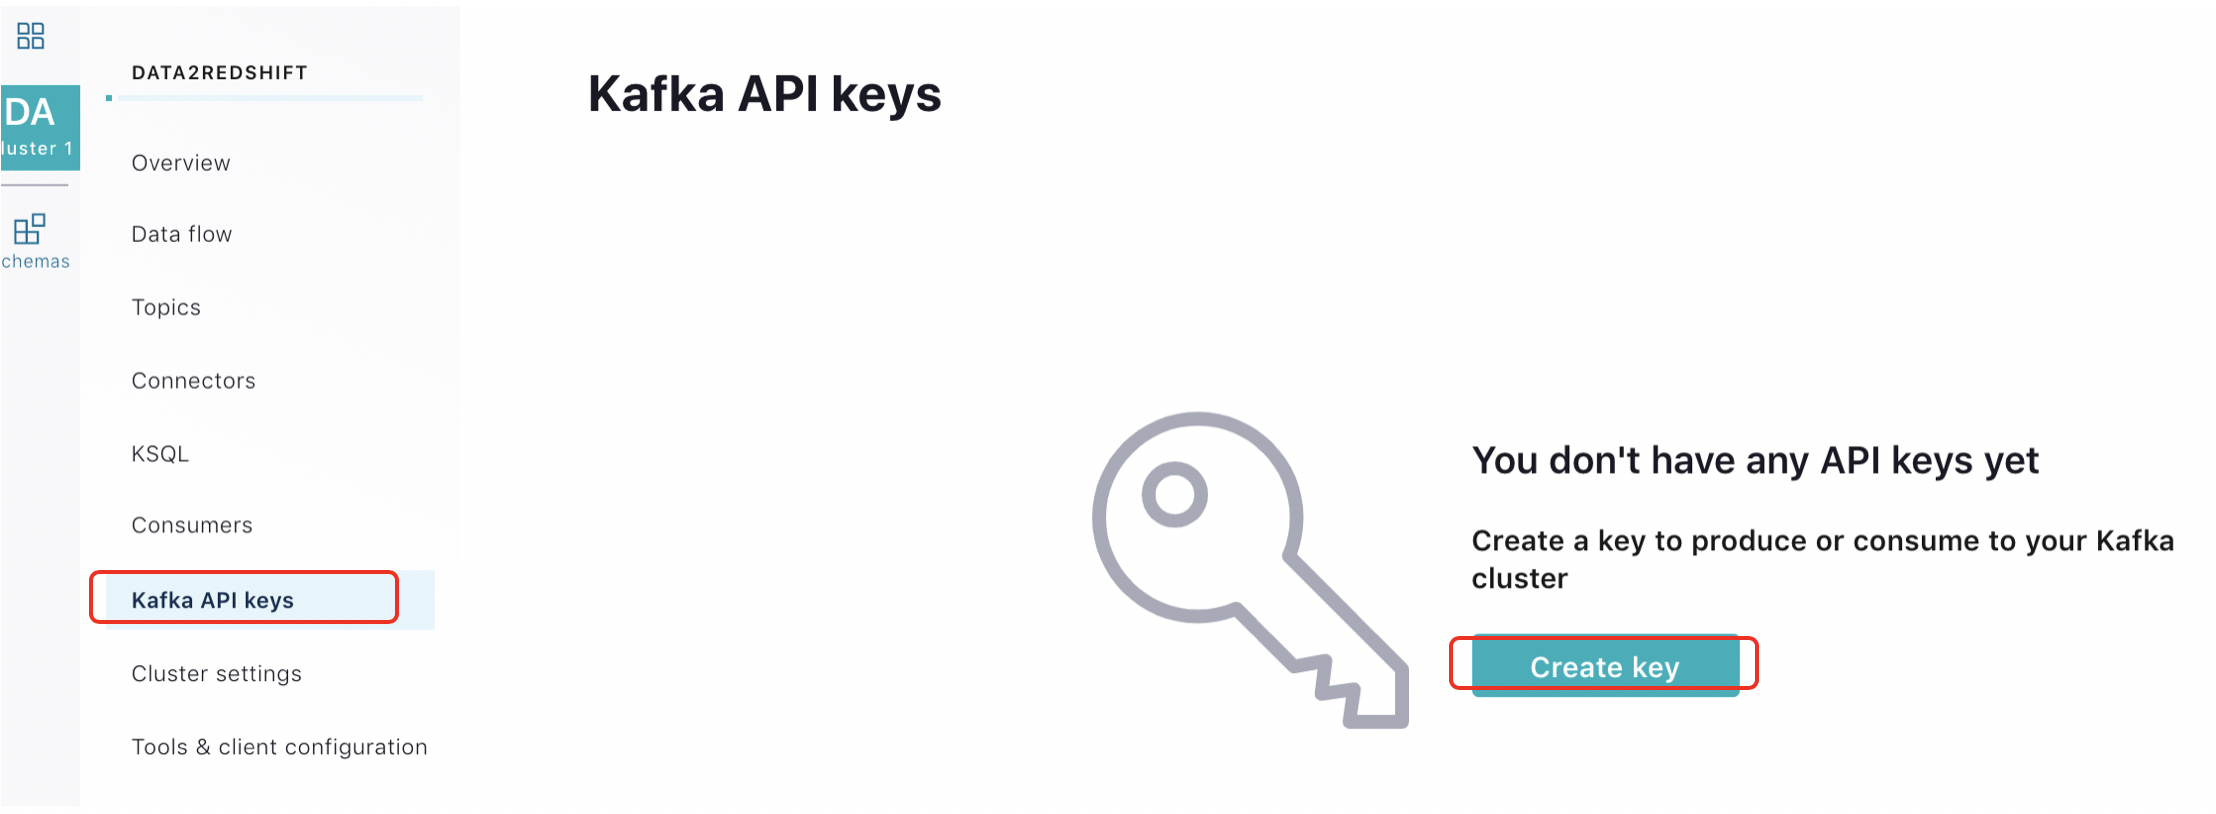 DA
luster 1
chemas
DATA2REDSHIFT
Overview
Data flow
Topics
Connectors
KSQL
Consumers
Kafka API keys
Cluster settings
Tools & client configuration
Kafka API keys
You don't have any API keys yet
Create a key to produce or consume to your Kafka
cluster
Create key